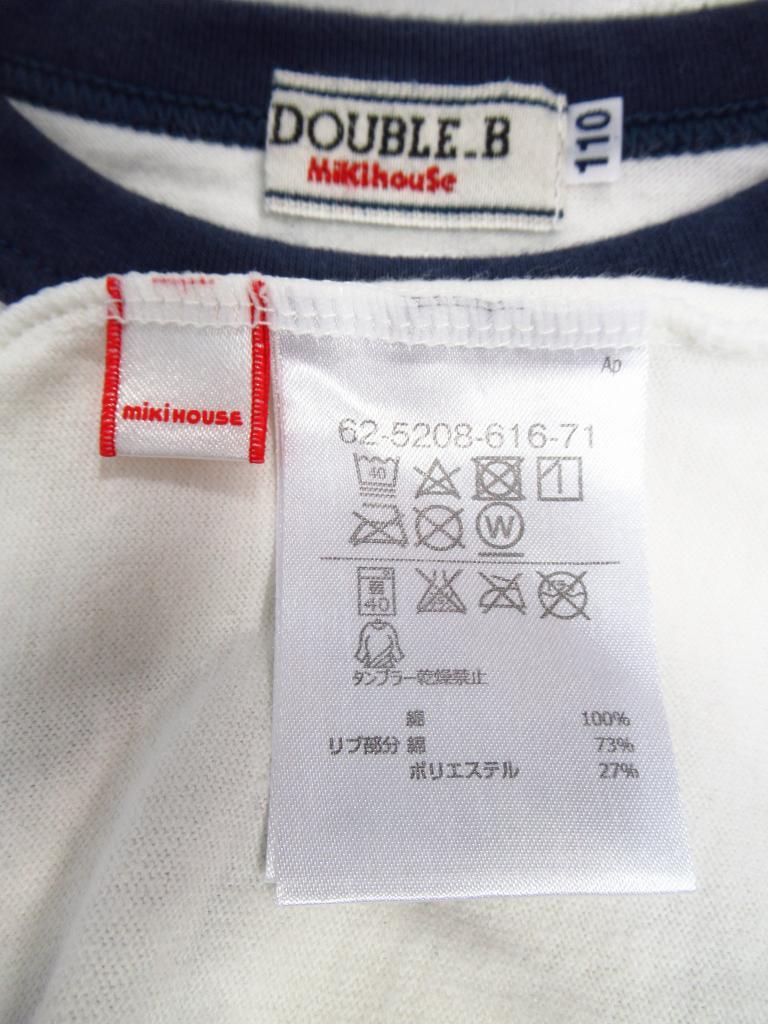 DOUBLE_B
MiKiHouSe
110
miKiHOUSE
Ap
62-5208-616-71
40
W
弱
40
タンブラー乾燥禁止
綿 100%
リブ部分 綿 73%
ポリエステル 27%